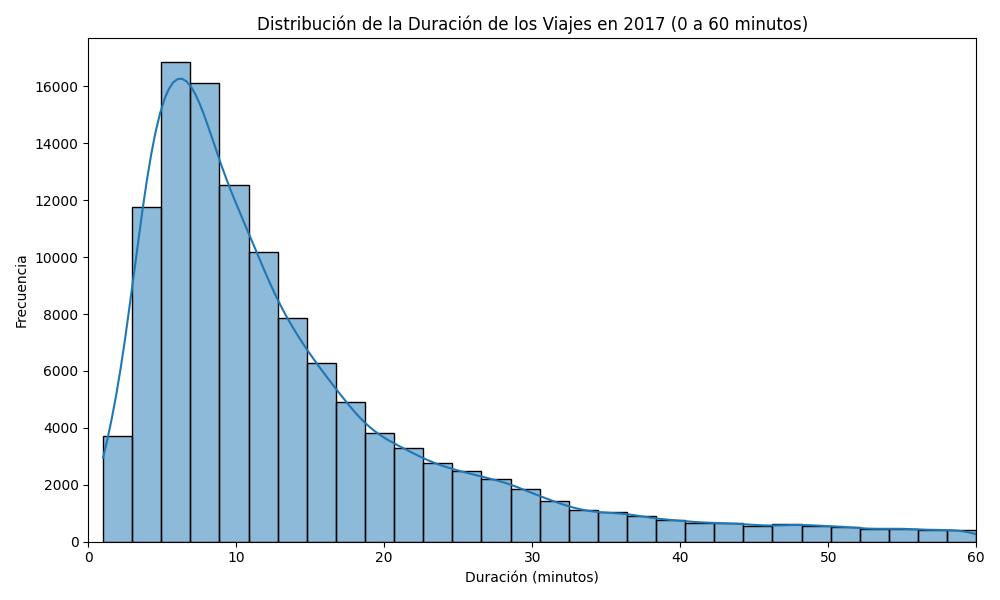 Distribución de la Duración de los Viajes en 2017 (0 a 60 minutos)
Frecuencia
16000
14000
12000
10000
8000
6000
4000
2000
0
0 10 20 30 40 50 60
Duración (minutos)